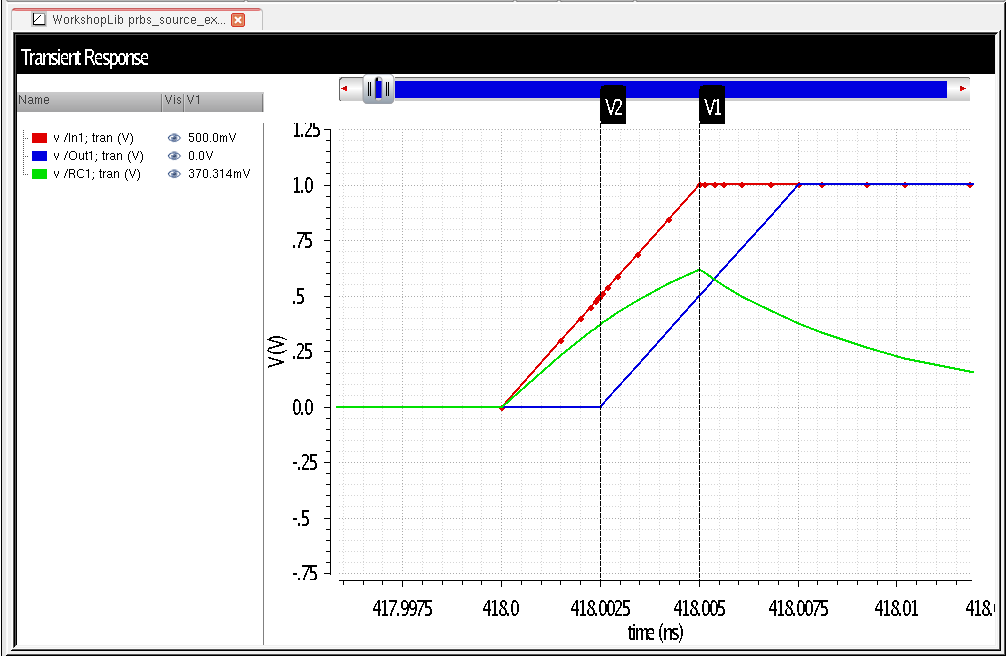 WorkshopLib prbs_source_ex...
Transient Response
Name Vis V1
v /In1; tran (V) 500.0mV
v /Out1; tran (V) 0.0V
v /RC1; tran (V) 370.314mV
V2 V1
1.25
1.0
.75
.5
.25
0.0
-.25
-.5
-.75
V (V)
417.9975 418.0 418.0025 418.005 418.0075 418.01 418.
time (ns)